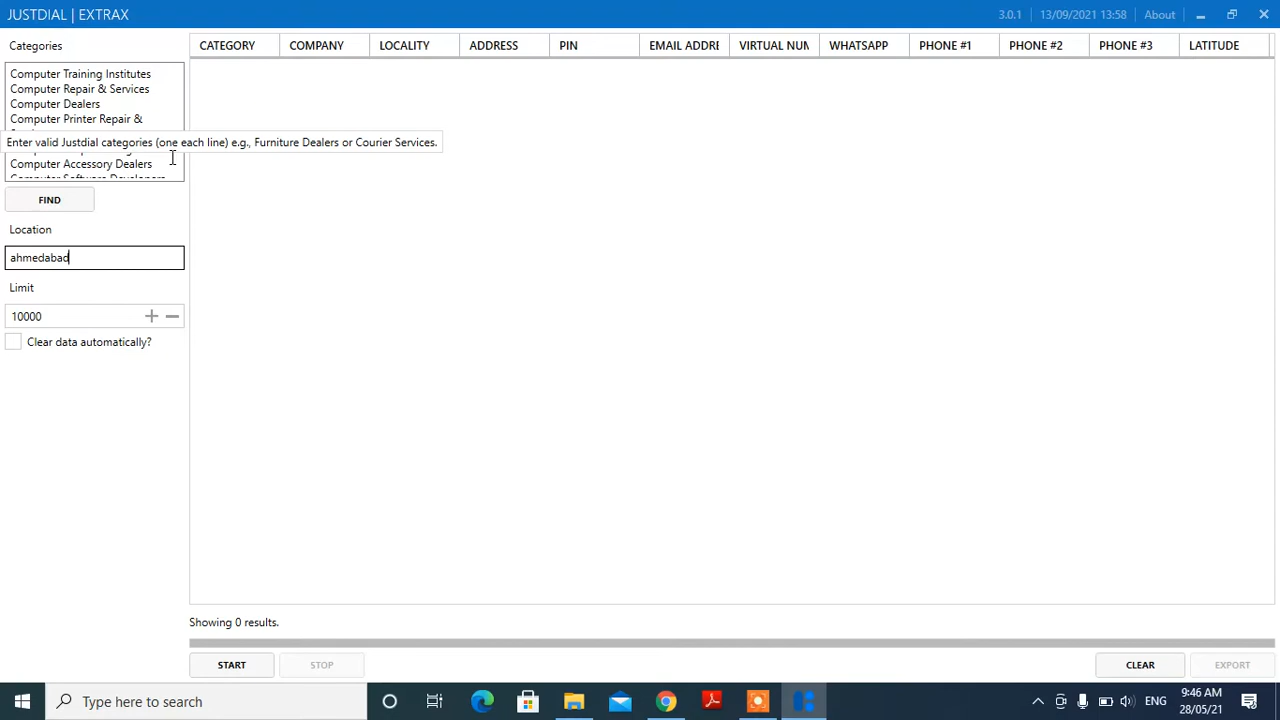 JUSTDIAL | EXTRAX
3.0.1
13/09/2021 13:58
About
Categories
CATEGORY
COMPANY
LOCALITY
ADDRESS
PIN
EMAIL ADDRE
VIRTUAL NUM
WHATSAPP
PHONE #1
PHONE #2
PHONE #3
LATITUDE
Computer Training Institutes
Computer Repair & Services
Computer Dealers
Computer Printer Repair &
Enter valid Justdial categories (one each line) e.g., Furniture Dealers or Courier Services.
Computer Accessory Dealers
Computer Software Developers
FIND
Location
ahmedabad
Limit
10000
Clear data automatically?
Showing 0 results.
START
STOP
CLEAR
EXPORT
Type here to search
ENG
9:46 AM
28/05/21